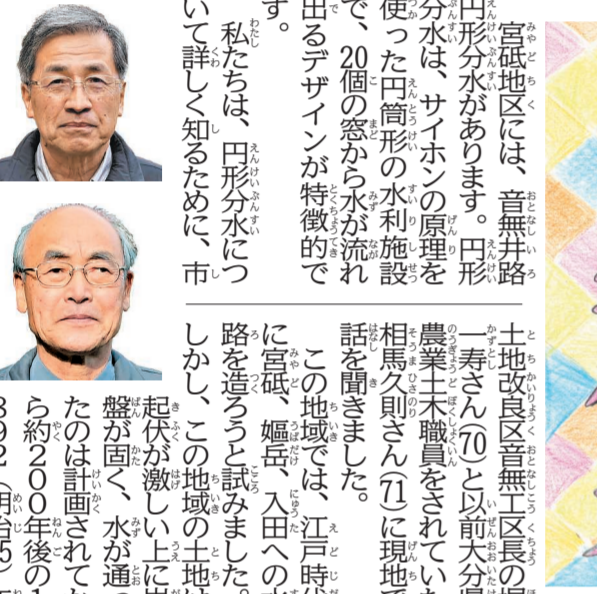 宮砥地区には、音無井路
円形分水があります。円形
分水は、サイホンの原理を
使った円筒形の水利施設
で、20個の窓から水が流れ
出るデザインが特徴的で
す。
私たちは、円形分水につ
いて詳しく知るために、市
土地改良区音無工区長の堀
一寿さん(70)と以前大分県
農業土木職員をされていた
相馬久則さん(71)に現地で
話を聞きました。
この地域では、江戸時代
に宮砥、嫗岳、入田への水
路を造ろうと試みました。
しかし、この地域の土地は
起伏が激しい上に岩
盤が固く、水が通っ
たのは計画されてか
ら約200年後の1
892(明治25)年